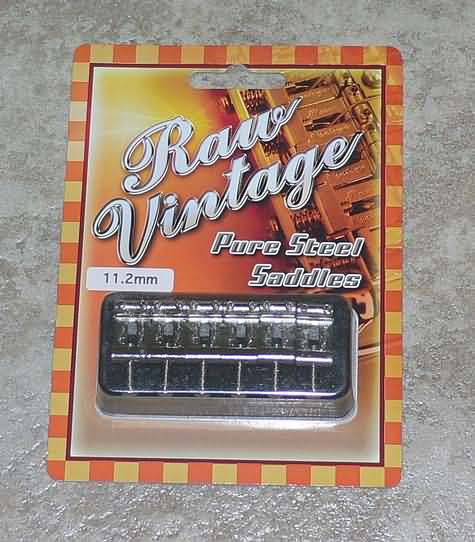 Raw
Vintage
Pure Steel
Saddles
11.2mm